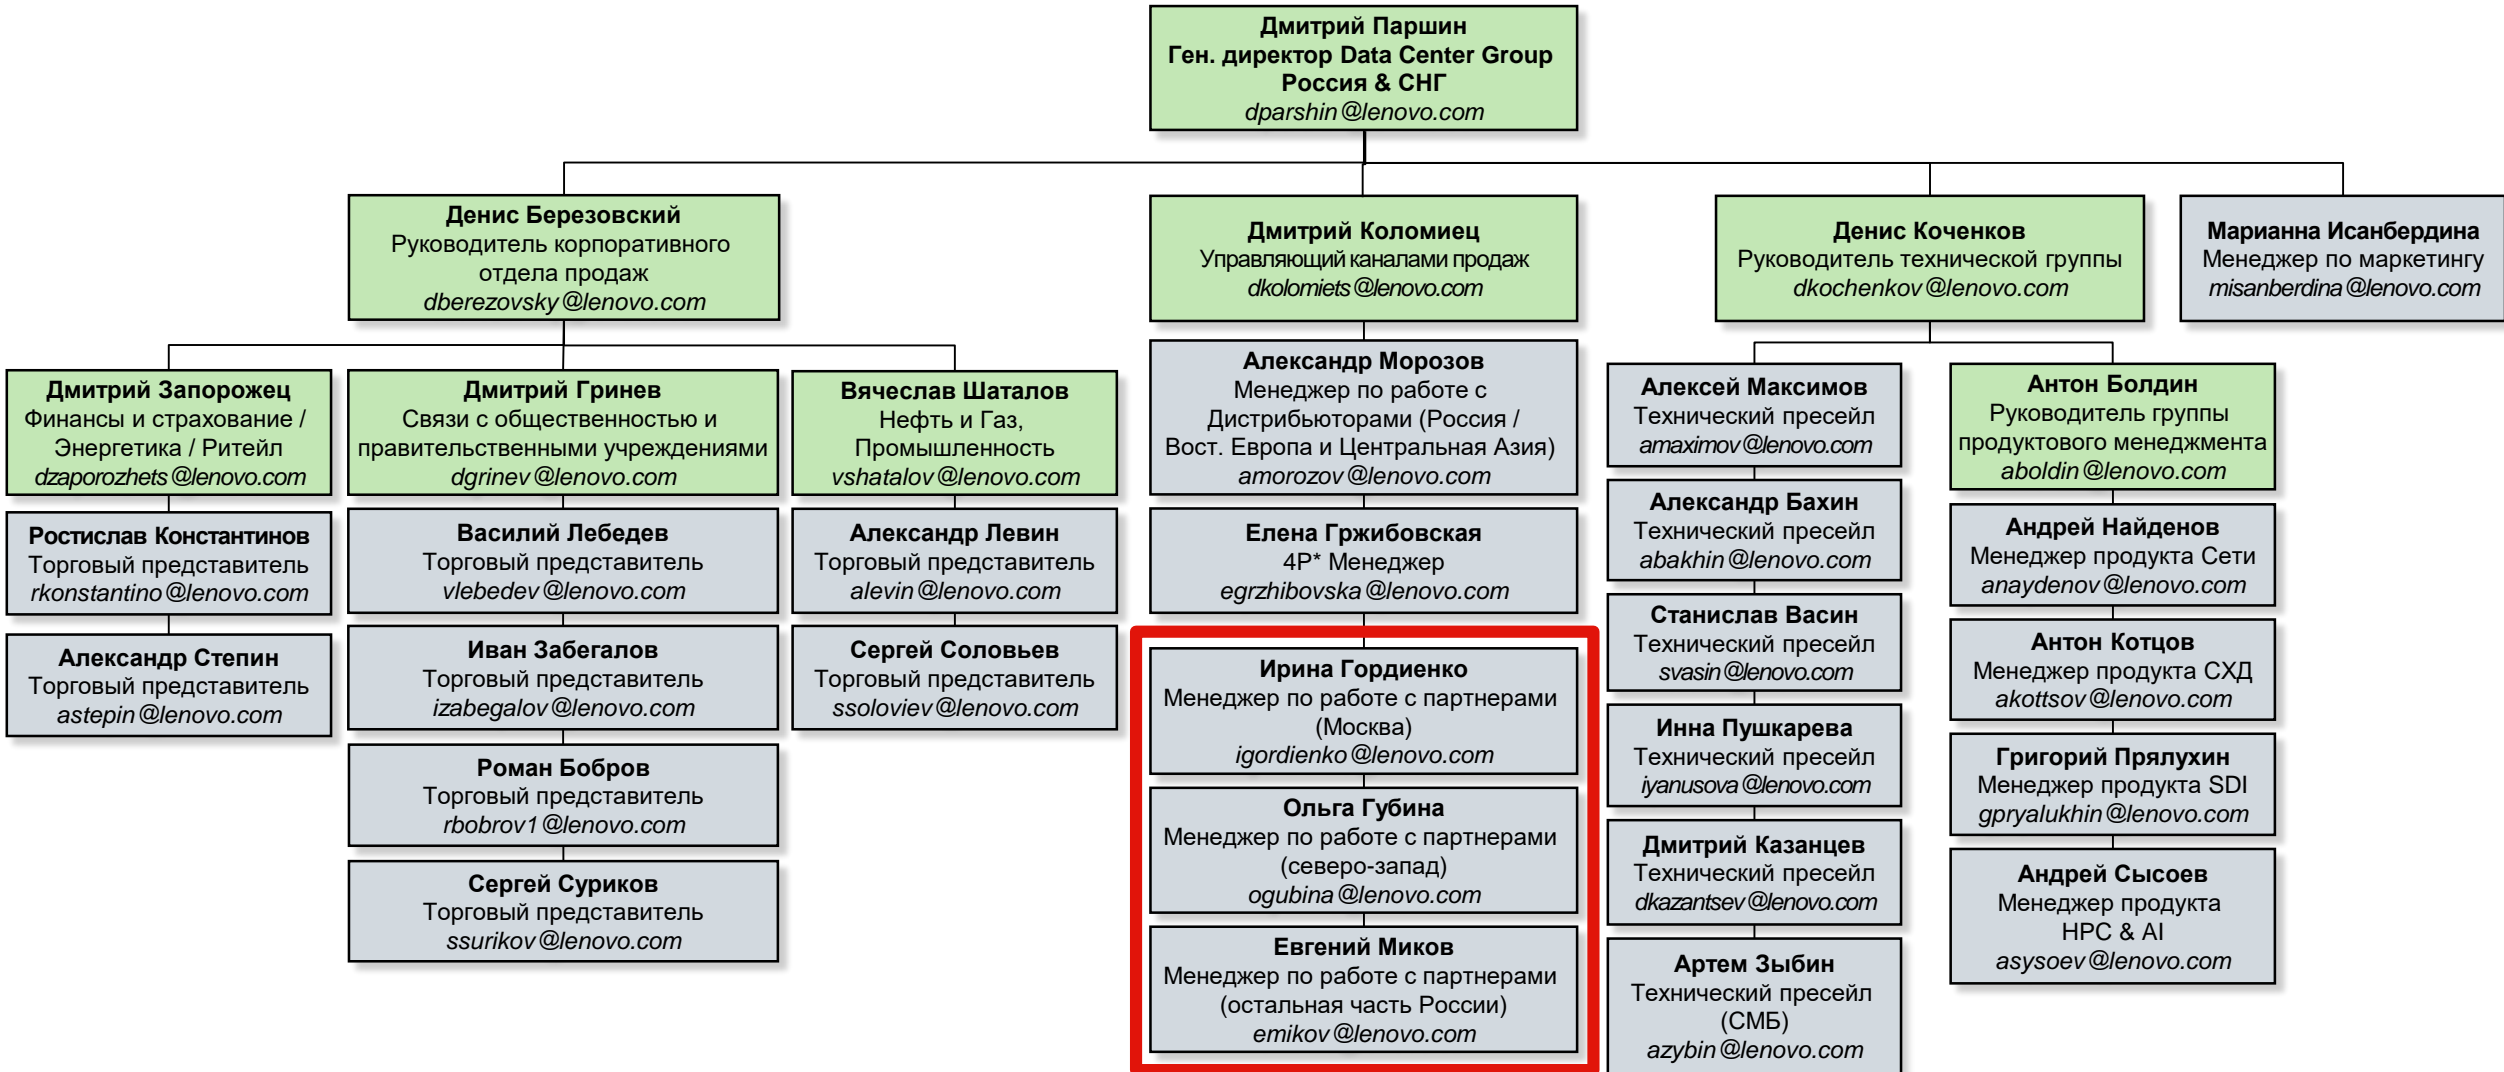 Дмитрий Паршин
Ген. директор Data Center Group
Россия & СНГ
dparshin@lenovo.com
Денис Березовский
Руководитель корпоративного
отдела продаж
dberezovsky@lenovo.com
Дмитрий Коломиец
Управляющий каналами продаж
dkolomiets@lenovo.com
Денис Коченков
Руководитель технической группы
dkochenkov@lenovo.com
Марианна Исанбердина
Менеджер по маркетингу
misanberdina@lenovo.com
Дмитрий Запорожец
Финансы и страхование /
Энергетика / Ритейл
dzaporozhets@lenovo.com
Ростислав Константинов
Торговый представитель
rkonstantino@lenovo.com
Александр Степин
Торговый представитель
astepin@lenovo.com
Дмитрий Гринев
Связи с общественностью и
правительственными учреждениями
dgrinev@lenovo.com
Василий Лебедев
Торговый представитель
vlebedev@lenovo.com
Иван Забегалов
Торговый представитель
izabegalov@lenovo.com
Роман Бобров
Торговый представитель
rbobrov1@lenovo.com
Сергей Суриков
Торговый представитель
ssurikov@lenovo.com
Вячеслав Шаталов
Нефть и Газ,
Промышленность
vshatalov@lenovo.com
Александр Левин
Торговый представитель
alevin@lenovo.com
Сергей Соловьев
Торговый представитель
ssoloviev@lenovo.com
Александр Морозов
Менеджер по работе с
Дистрибьюторами (Россия /
Вост. Европа и Центральная Азия)
amorozov@lenovo.com
Елена Гржибовская
4P* Менеджер
egrzhibovska@lenovo.com
Ирина Гордиенко
Менеджер по работе с партнерами
(Москва)
igordienko@lenovo.com
Ольга Губина
Менеджер по работе с партнерами
(северо-запад)
ogubina@lenovo.com
Евгений Миков
Менеджер по работе с партнерами
(остальная часть России)
emikov@lenovo.com
Алексей Максимов
Технический пресейл
amaximov@lenovo.com
Александр Бахин
Технический пресейл
abakhin@lenovo.com
Станислав Васин
Технический пресейл
svasin@lenovo.com
Инна Пушкарева
Технический пресейл
iyanusova@lenovo.com
Дмитрий Казанцев
Технический пресейл
dkazantsev@lenovo.com
Артем Зыбин
Технический пресейл
(СМБ)
azybin@lenovo.com
Антон Болдин
Руководитель группы
продуктового менеджмента
aboldin@lenovo.com
Андрей Найденов
Менеджер продукта Сети
anaydenov@lenovo.com
Антон Котцов
Менеджер продукта СХД
akottsov@lenovo.com
Григорий Прялухин
Менеджер продукта SDI
gpryalukhin@lenovo.com
Андрей Сысоев
Менеджер продукта
HPC & AI
asysoev@lenovo.com